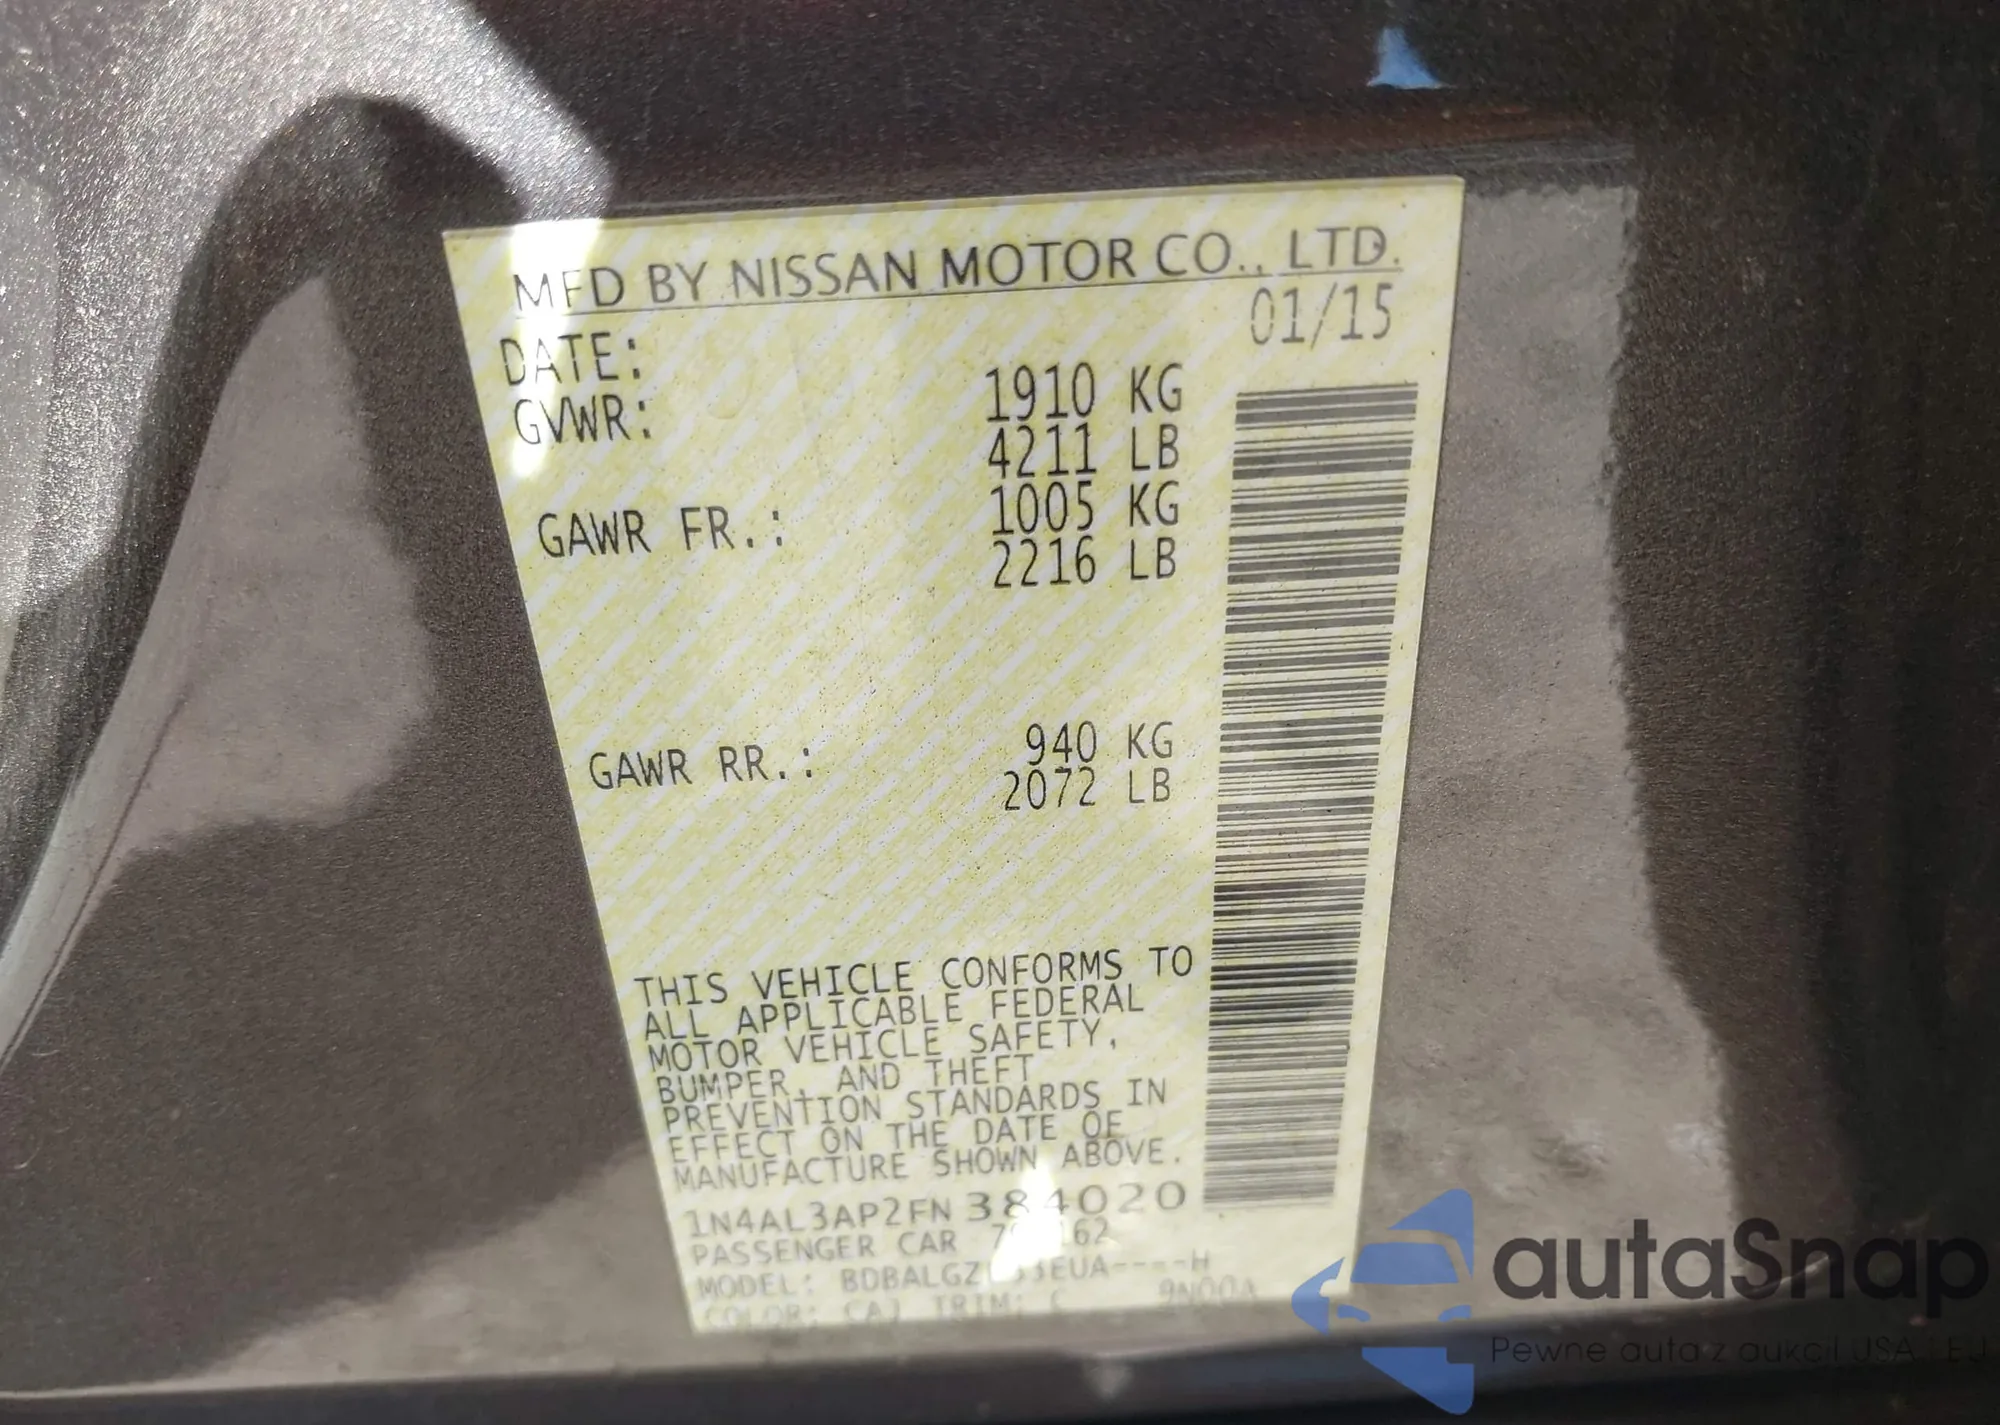 MFD BY NISSAN MOTOR CO., LTD.
DATE: 01/15
GVWR: 1910 KG
4211 LB
GAWR FR.: 1005 KG
2216 LB
GAWR RR.: 940 KG
2072 LB
THIS VEHICLE CONFORMS TO
ALL APPLICABLE FEDERAL
MOTOR VEHICLE SAFETY,
BUMPER, AND THEFT
PREVENTION STANDARDS IN
EFFECT ON THE DATE OF
MANUFACTURE SHOWN ABOVE.
1N4AL3AP2FN 384020
PASSENGER CAR
MODEL:
COLOR: CAJ TRIM:
autaSnap
Pewne auta z aukcji USA i EU